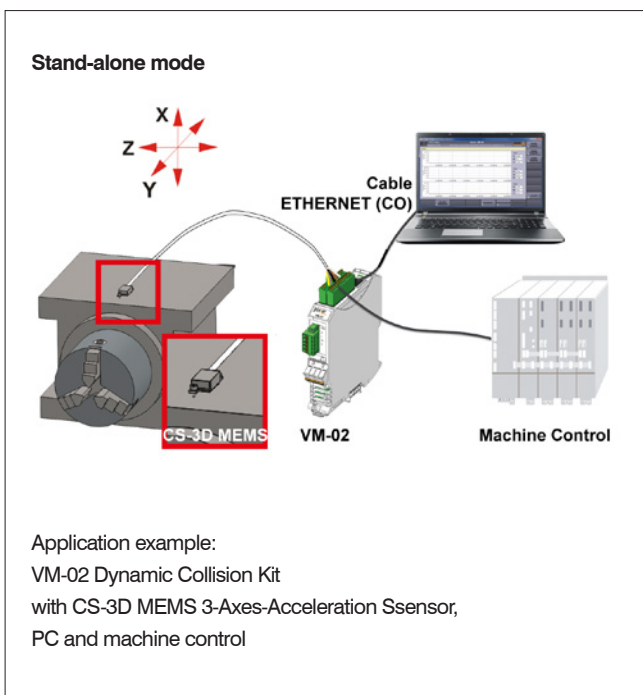 Stand-alone mode
X
Z
Y
Cable
ETHERNET (CO)
CS-3D MEMS
VM-02
Machine Control
Application example:
VM-02 Dynamic Collision Kit
with CS-3D MEMS 3-Axes-Acceleration Ssensor,
PC and machine control